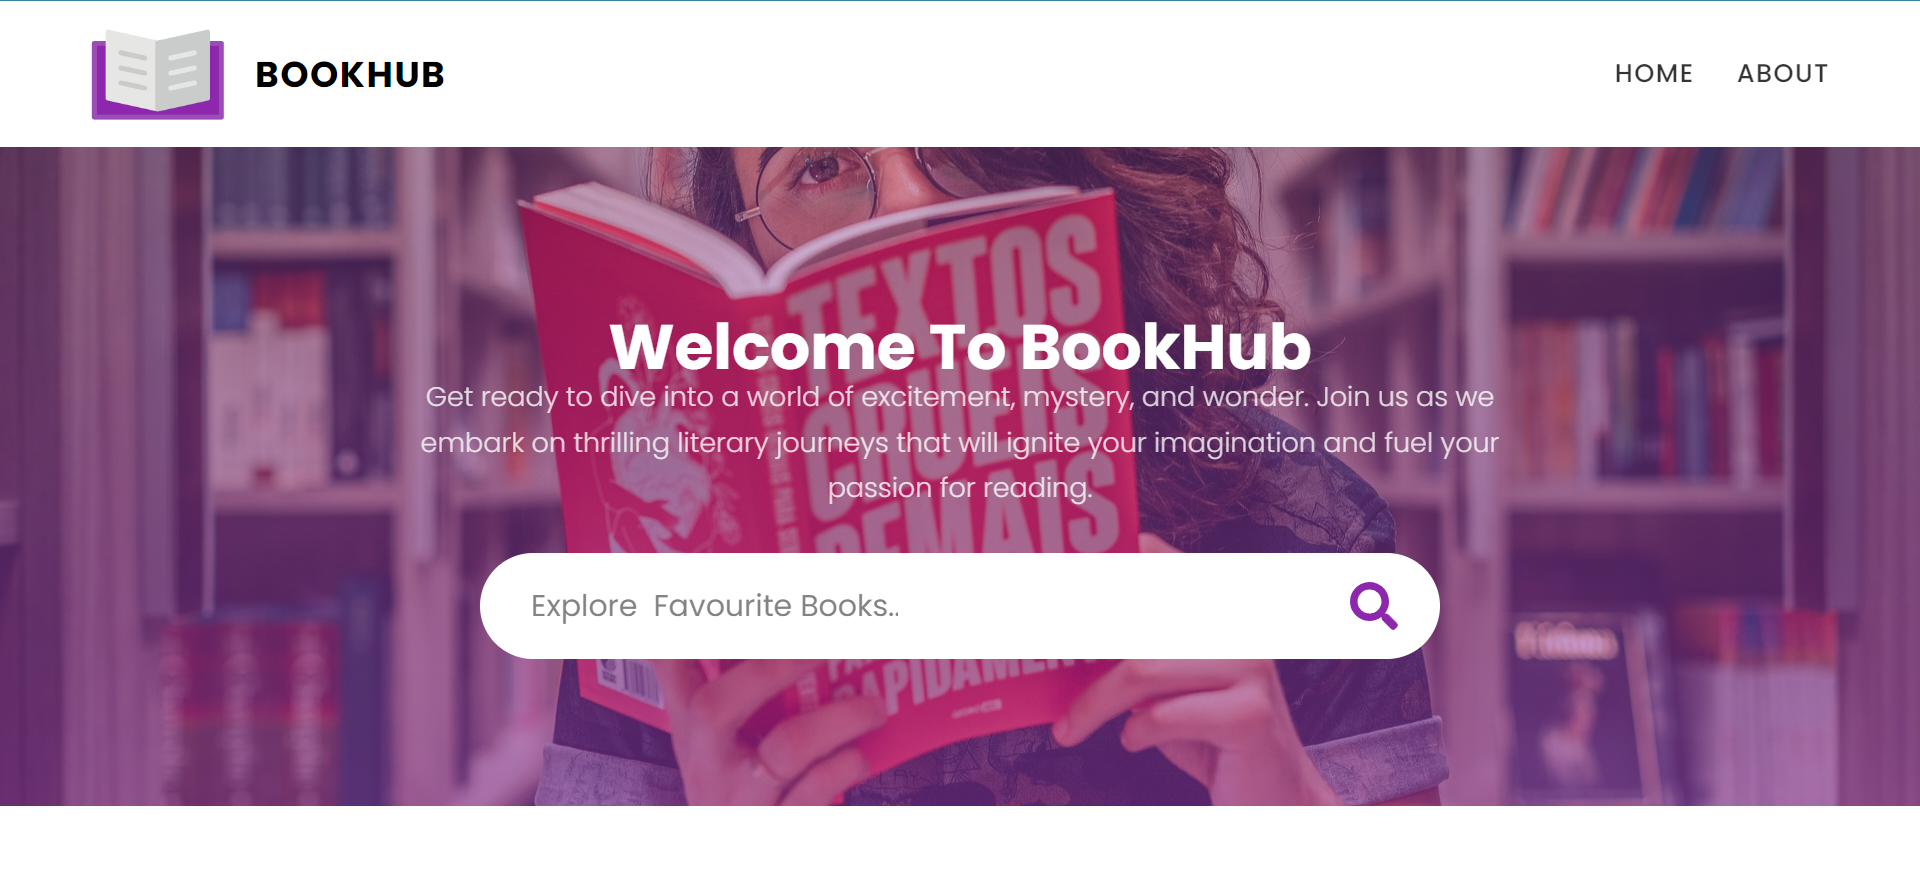 BOOKHUB
HOME ABOUT
TEXTOS
CRUEIS
DEMAIS
Welcome To BookHub
Get ready to dive into a world of excitement, mystery, and wonder. Join us as we
embark on thrilling literary journeys that will ignite your imagination and fuel your
passion for reading.
Explore  Favourite Books..
RAPIDAMENT